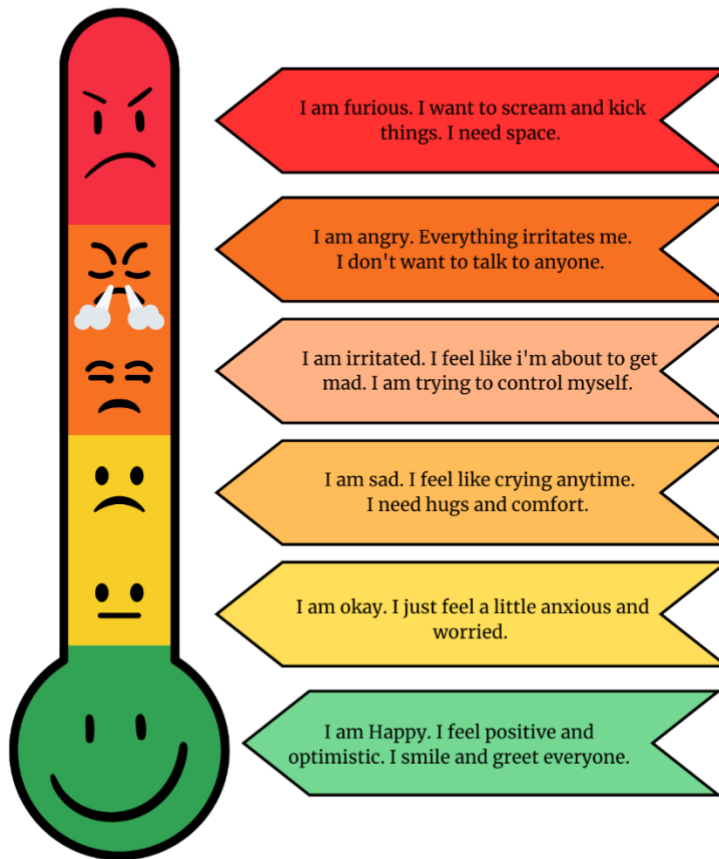 I am furious. I want to scream and kick
things. I need space.
I am angry. Everything irritates me.
I don't want to talk to anyone.
I am irritated. I feel like i'm about to get
mad. I am trying to control myself.
I am sad. I feel like crying anytime.
I need hugs and comfort.
I am okay. I just feel a little anxious and
worried.
I am Happy. I feel positive and
optimistic. I smile and greet everyone.